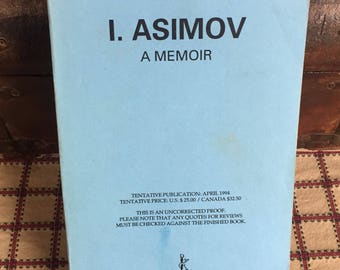 I. ASIMOV
A MEMOIR
TENTATIVE PUBLICATION: APRIL 1994
TENTATIVE PRICE: U.S. $ 25.00 / CANADA $32.50
THIS IS AN UNCORRECTED PROOF.
PLEASE NOTE THAT ANY QUOTES FOR REVIEWS
MUST BE CHECKED AGAINST THE FINISHED BOOK.